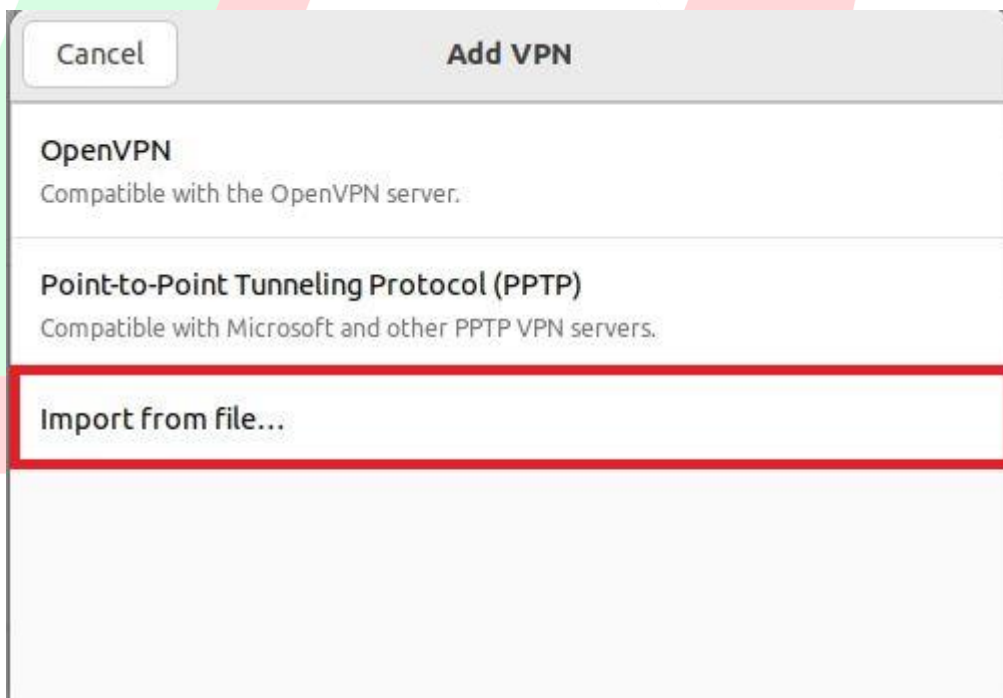 Cancel
Add VPN
OpenVPN
Compatible with the OpenVPN server.
Point-to-Point Tunneling Protocol (PPTP)
Compatible with Microsoft and other PPTP VPN servers.
Import from file...